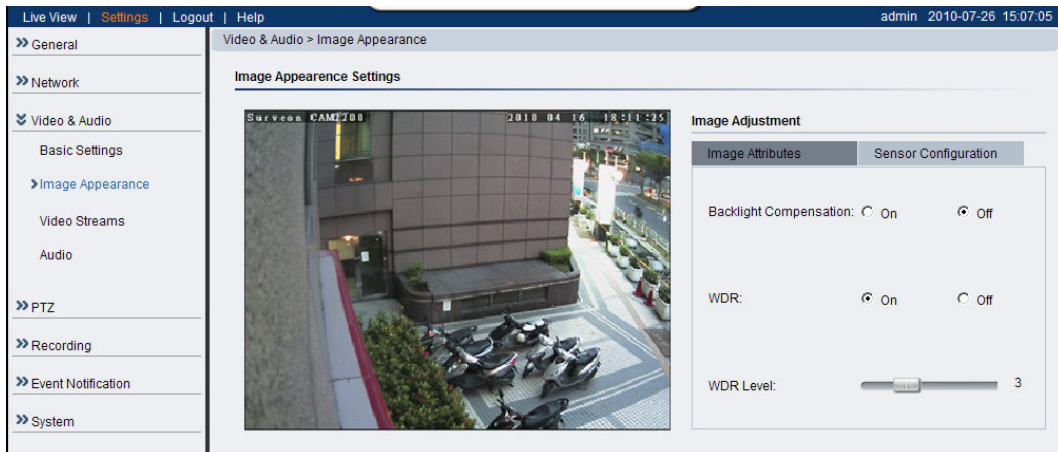 Live View | Settings | Logout | Help
admin 2010-07-26 15:07:05
General
Network
Video & Audio
Basic Settings
Image Appearance
Video Streams
Audio
PTZ
Recording
Event Notification
System
Video & Audio > Image Appearance
Image Appearence Settings
Surveon CAM2200 2010 04 16 18:11:25
Image Adjustment
Image Attributes
Sensor Configuration
Backlight Compensation: On Off
WDR: On Off
WDR Level: 3